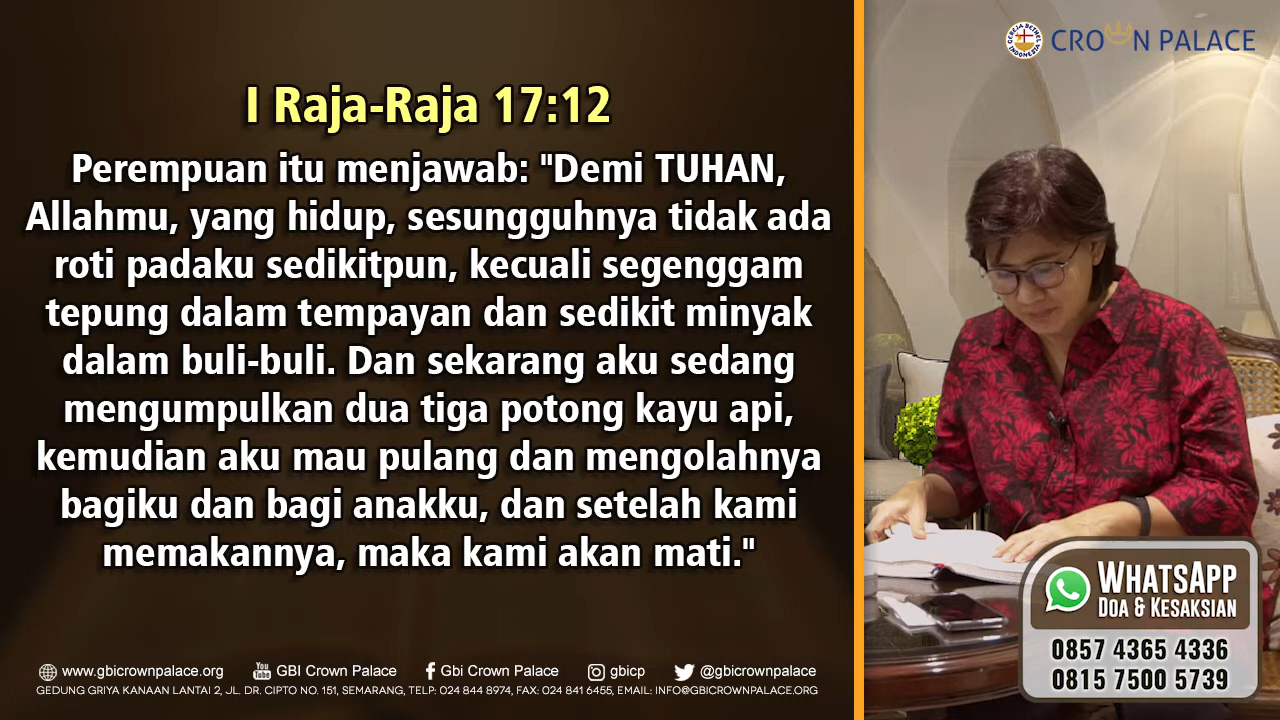 I Raja-Raja 17:12
Perempuan itu menjawab: "Demi TUHAN,
Allahmu, yang hidup, sesungguhnya tidak ada
roti padaku sedikitpun, kecuali segenggam
tepung dalam tempayan dan sedikit minyak
dalam buli-buli. Dan sekarang aku sedang
mengumpulkan dua tiga potong kayu api,
kemudian aku mau pulang dan mengolahnya
bagiku dan bagi anakku, dan setelah kami
memakannya, maka kami akan mati."
www.gbicrownpalace.org You Tube GBI Crown Palace f Gbi Crown Palace gbicp @gbicrownpalace
GEDUNG GRIYA KANAAN LANTAI 2, JL. DR. CIPTO NO. 151, SEMARANG, TELP: 024 844 8974, FAX: 024 841 6455, EMAIL: INFO@GBICROWNPALACE.ORG
GEREJA BETHEL INDONESIA
CROWN PALACE
WHATSAPP
DOA & KESAKSIAN
0857 4365 4336
0815 7500 5739